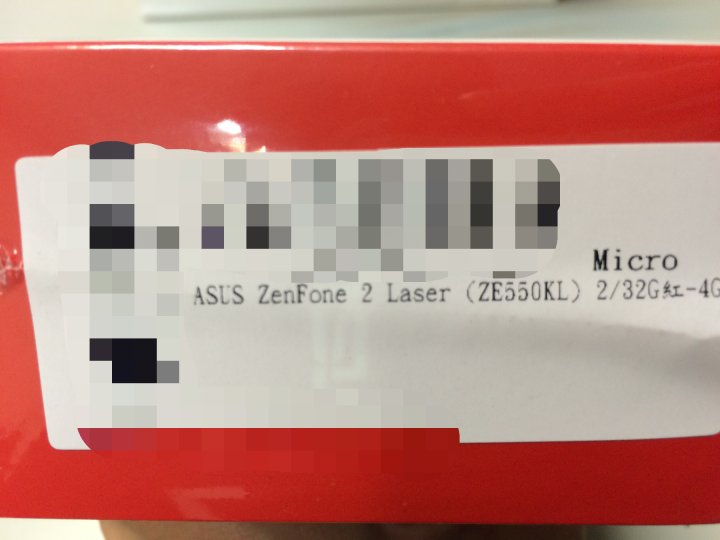 Micro
ASUS ZenFone 2 Laser (ZE550KL) 2/32G紅-4G